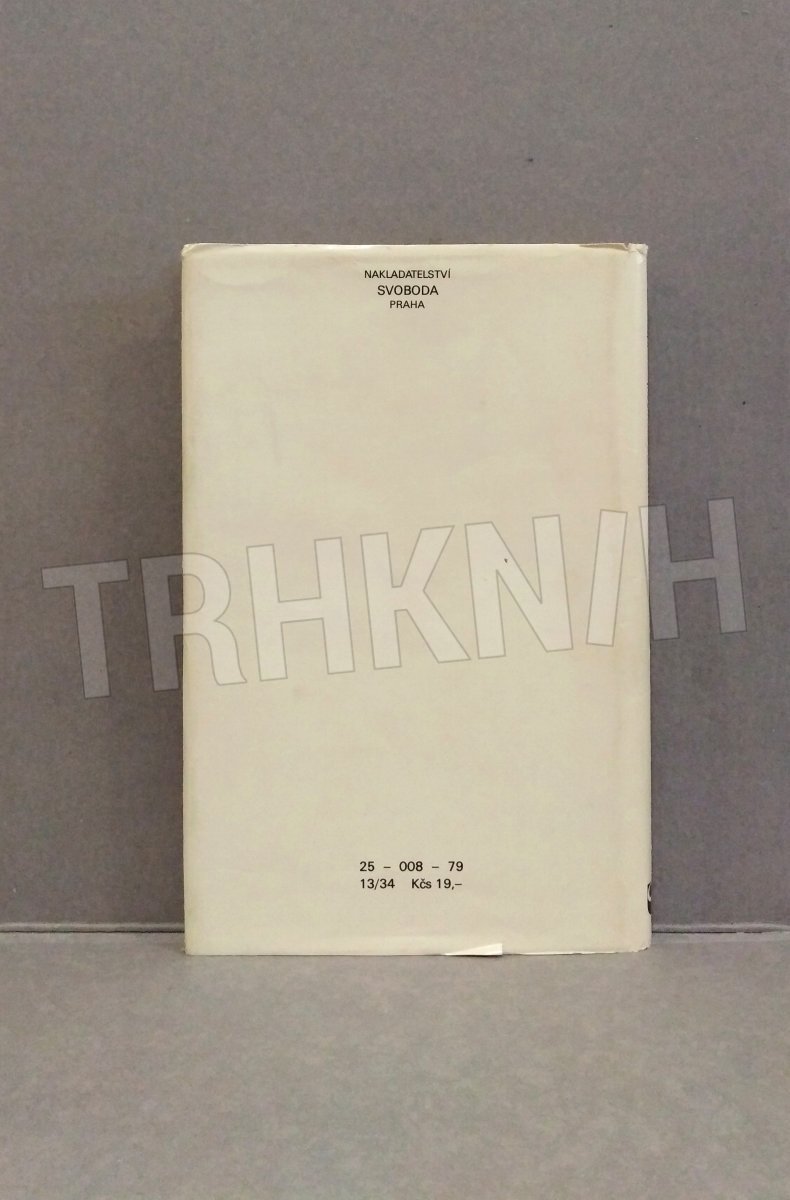 NAKLADATELSTVÍ
SVOBODA
PRAHA
TRHKNIH
25 – 008 – 79
13/34 Kčs 19,–